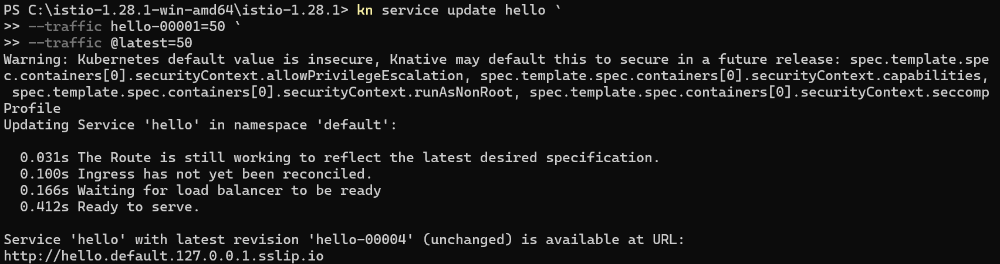 PS C:\istio-1.28.1-win-amd64\istio-1.28.1> kn service update hello `
>> --traffic hello-00001=50 `
>> --traffic @latest=50
Warning: Kubernetes default value is insecure, Knative may default this to secure in a future release: spec.template.spe
c.containers[0].securityContext.allowPrivilegeEscalation, spec.template.spec.containers[0].securityContext.capabilities,
 spec.template.spec.containers[0].securityContext.runAsNonRoot, spec.template.spec.containers[0].securityContext.seccomp
Profile
Updating Service 'hello' in namespace 'default':

  0.031s The Route is still working to reflect the latest desired specification.
  0.100s Ingress has not yet been reconciled.
  0.166s Waiting for load balancer to be ready
  0.412s Ready to serve.

Service 'hello' with latest revision 'hello-00004' (unchanged) is available at URL:
http://hello.default.127.0.0.1.sslip.io